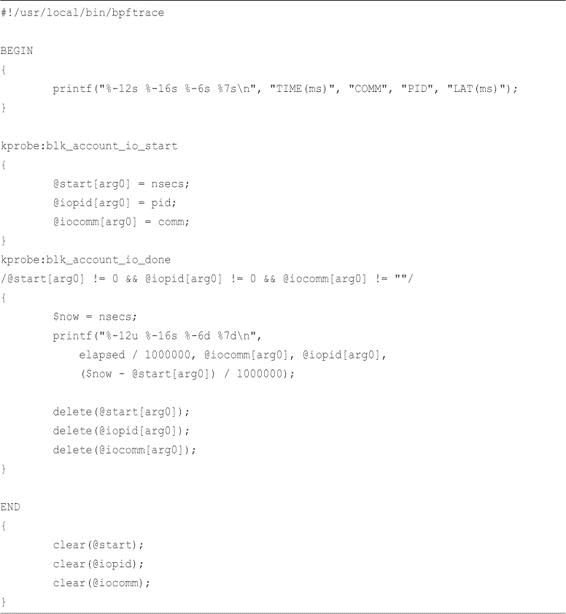 #!/usr/local/bin/bpftrace

BEGIN
{
        printf("%-12s %-16s %-6s %7s\n", "TIME(ms)", "COMM", "PID", "LAT(ms)");
}

kprobe:blk_account_io_start
{
        @start[arg0] = nsecs;
        @iopid[arg0] = pid;
        @iocomm[arg0] = comm;
}
kprobe:blk_account_io_done
/@start[arg0] != 0 && @iopid[arg0] != 0 && @iocomm[arg0] != ""/
{
        $now = nsecs;
        printf("%-12u %-16s %-6d %7d\n",
            elapsed / 1000000, @iocomm[arg0], @iopid[arg0],
            ($now - @start[arg0]) / 1000000);

        delete(@start[arg0]);
        delete(@iopid[arg0]);
        delete(@iocomm[arg0]);
}

END
{
        clear(@start);
        clear(@iopid);
        clear(@iocomm);
}